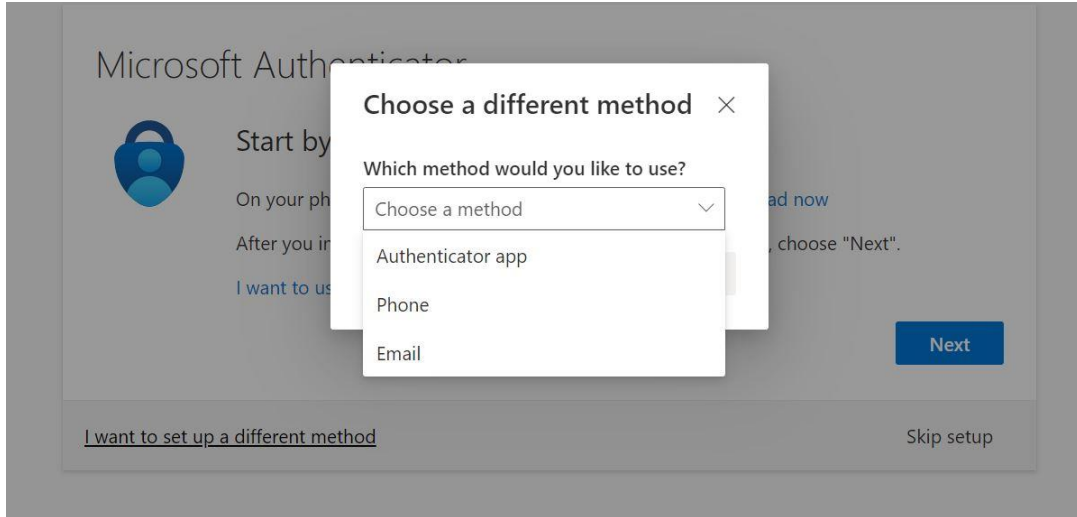 Microsoft Authenticator
Choose a different method
Start by
Which method would you like to use?
On your ph
ad now
Choose a method
After you in
, choose "Next".
Authenticator app
I want to us
Phone
Next
Email
I want to set up a different method
Skip setup